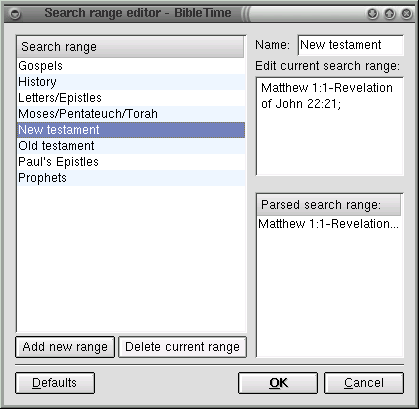 Search range editor - BibleTime
Search range
Gospels
History
Letters/Epistles
Moses/Pentateuch/Torah
New testament
Old testament
Paul's Epistles
Prophets
Add new range
Delete current range
Name: New testament
Edit current search range:
Matthew 1:1-Revelation
of John 22:21;
Parsed search range:
Matthew 1:1-Revelation...
Defaults
OK
Cancel